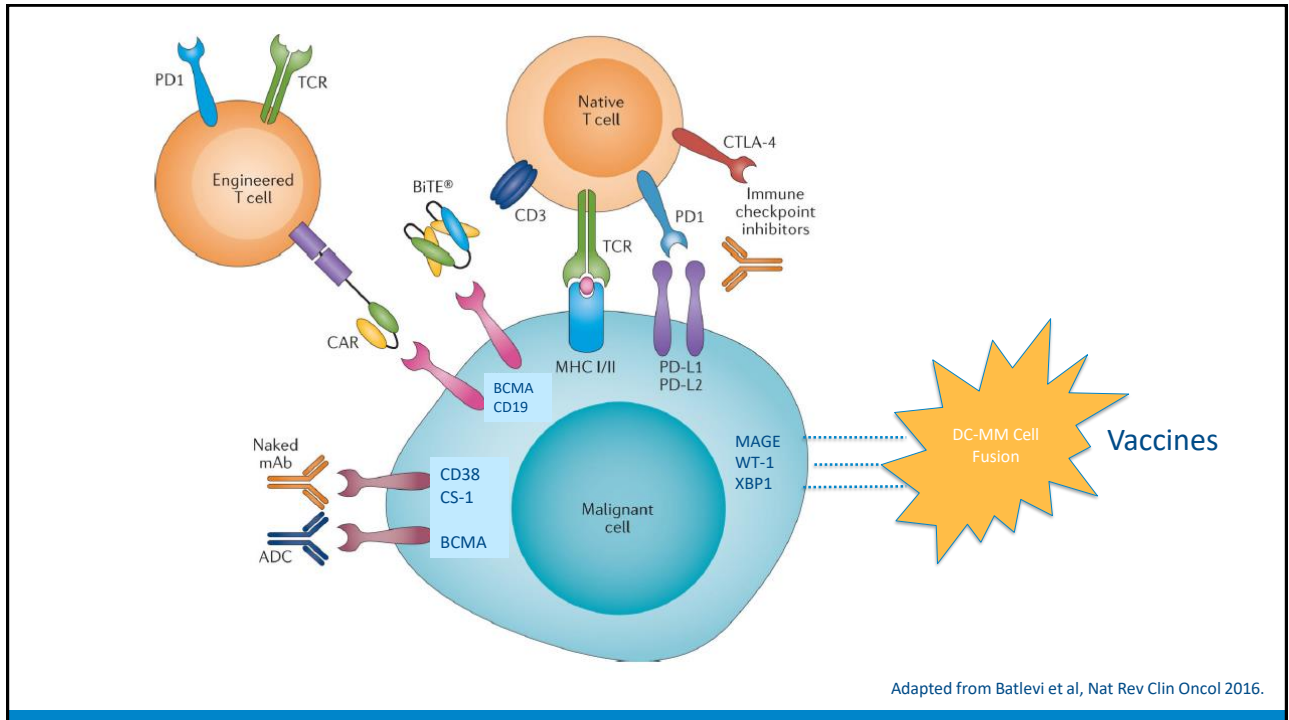 PD1
TCR
Engineered
T cell
CAR
BiTE®
Native
T cell
CD3
TCR
CTLA-4
PD1
Immune
checkpoint
inhibitors
MHC I/II
PD-L1
PD-L2
BCMA
CD19
Naked
mAb
CD38
CS-1
ADC
BCMA
Malignant
cell
MAGE
WT-1
XBP1
DC-MM Cell
Fusion
Vaccines
Adapted from Batlevi et al, Nat Rev Clin Oncol 2016.